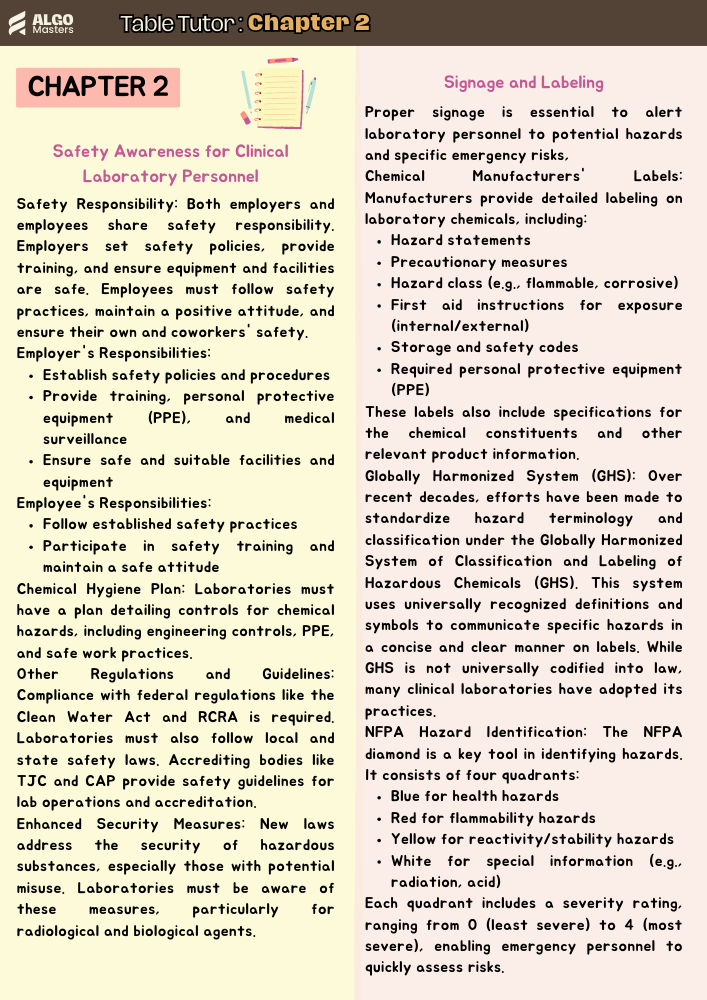 ALGO
Masters
Table Tutor : Chapter 2
CHAPTER 2
Safety Awareness for Clinical
Laboratory Personnel
Safety Responsibility: Both employers and
employees share safety responsibility.
Employers set safety policies, provide
training, and ensure equipment and facilities
are safe. Employees must follow safety
practices, maintain a positive attitude, and
ensure their own and coworkers' safety.
Employer's Responsibilities:
• Establish safety policies and procedures
• Provide training, personal protective
equipment (PPE), and medical
surveillance
• Ensure safe and suitable facilities and
equipment
Employee's Responsibilities:
• Follow established safety practices
• Participate in safety training and
maintain a safe attitude
Chemical Hygiene Plan: Laboratories must
have a plan detailing controls for chemical
hazards, including engineering controls, PPE,
and safe work practices.
Other Regulations and Guidelines:
Compliance with federal regulations like the
Clean Water Act and RCRA is required.
Laboratories must also follow local and
state safety laws. Accrediting bodies like
TJC and CAP provide safety guidelines for
lab operations and accreditation.
Enhanced Security Measures: New laws
address the security of hazardous
substances, especially those with potential
misuse. Laboratories must be aware of
these measures, particularly for
radiological and biological agents.
Signage and Labeling
Proper signage is essential to alert
laboratory personnel to potential hazards
and specific emergency risks,
Chemical Manufacturers' Labels:
Manufacturers provide detailed labeling on
laboratory chemicals, including:
• Hazard statements
• Precautionary measures
• Hazard class (e.g., flammable, corrosive)
• First aid instructions for exposure
(internal/external)
• Storage and safety codes
• Required personal protective equipment
(PPE)
These labels also include specifications for
the chemical constituents and other
relevant product information.
Globally Harmonized System (GHS): Over
recent decades, efforts have been made to
standardize hazard terminology and
classification under the Globally Harmonized
System of Classification and Labeling of
Hazardous Chemicals (GHS). This system
uses universally recognized definitions and
symbols to communicate specific hazards in
a concise and clear manner on labels. While
GHS is not universally codified into law,
many clinical laboratories have adopted its
practices.
NFPA Hazard Identification: The NFPA
diamond is a key tool in identifying hazards.
It consists of four quadrants:
• Blue for health hazards
• Red for flammability hazards
• Yellow for reactivity/stability hazards
• White for special information (e.g.,
radiation, acid)
Each quadrant includes a severity rating,
ranging from 0 (least severe) to 4 (most
severe), enabling emergency personnel to
quickly assess risks.